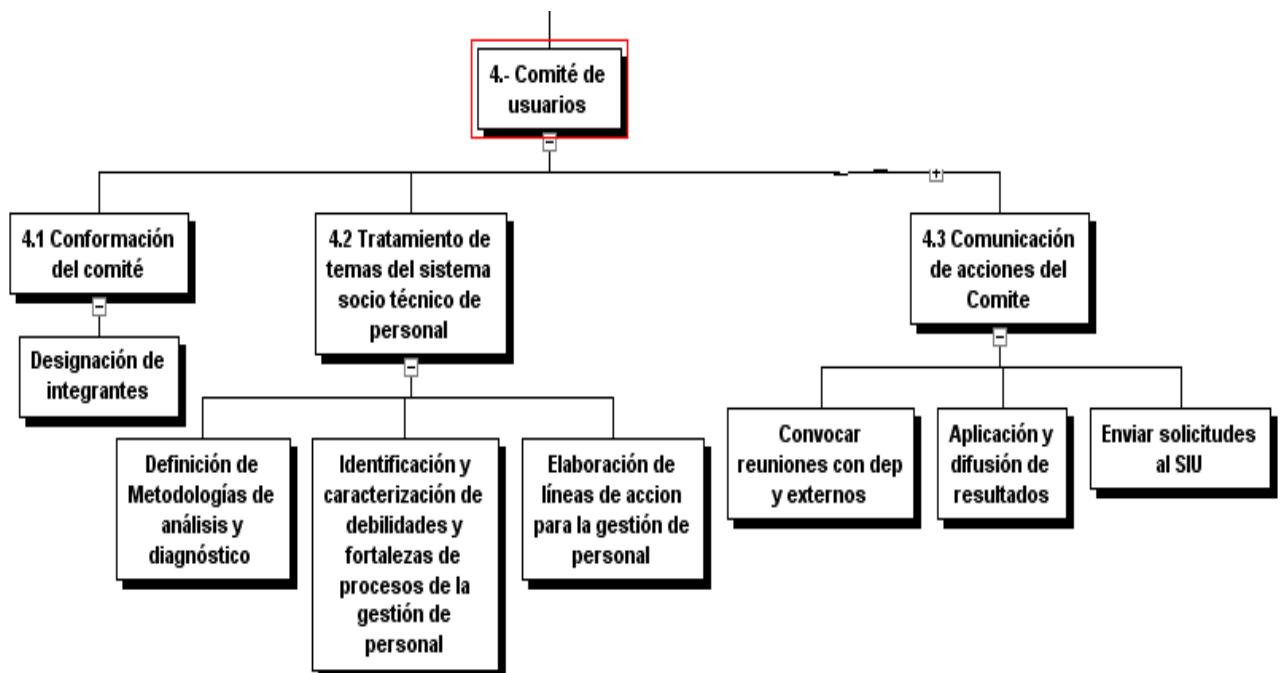 4.- Comité de
usuarios
4.1 Conformación
del comité
4.2 Tratamiento de
temas del sistema
socio técnico de
personal
4.3 Comunicación
de acciones del
Comite
Designación de
integrantes
Definición de
Metodologías de
análisis y
diagnóstico
Identificación y
caracterización de
debilidades y
fortalezas de
procesos de la
gestión de
personal
Elaboración de
líneas de accion
para la gestión de
personal
Convocar
reuniones con dep
y externos
Aplicación y
difusión de
resultados
Enviar solicitudes
al SIU